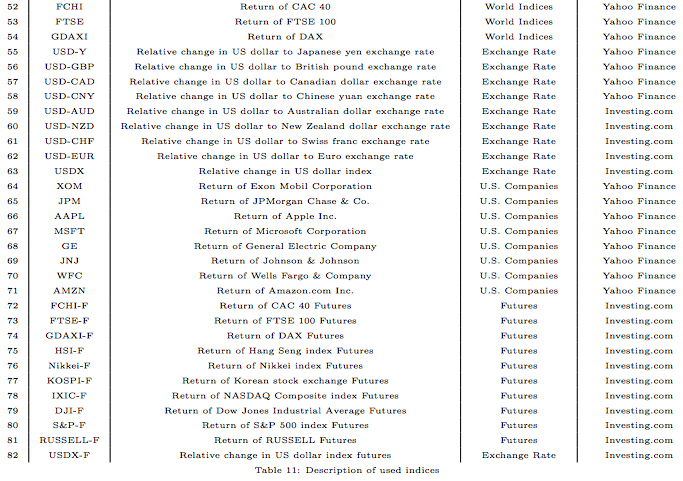 52 FCHI Return of CAC 40 World Indices Yahoo Finance
53 FTSE Return of FTSE 100 World Indices Yahoo Finance
54 GDAXI Return of DAX World Indices Yahoo Finance
55 USD-Y Relative change in US dollar to Japanese yen exchange rate Exchange Rate Yahoo Finance
56 USD-GBP Relative change in US dollar to British pound exchange rate Exchange Rate Yahoo Finance
57 USD-CAD Relative change in US dollar to Canadian dollar exchange rate Exchange Rate Yahoo Finance
58 USD-CNY Relative change in US dollar to Chinese yuan exchange rate Exchange Rate Yahoo Finance
59 USD-AUD Relative change in US dollar to Australian dollar exchange rate Exchange Rate Investing.com
60 USD-NZD Relative change in US dollar to New Zealand dollar exchange rate Exchange Rate Investing.com
61 USD-CHF Relative change in US dollar to Swiss franc exchange rate Exchange Rate Investing.com
62 USD-EUR Relative change in US dollar to Euro exchange rate Exchange Rate Investing.com
63 USDX Relative change in US dollar index Exchange Rate Investing.com
64 XOM Return of Exon Mobil Corporation U.S. Companies Yahoo Finance
65 JPM Return of JPMorgan Chase & Co. U.S. Companies Yahoo Finance
66 AAPL Return of Apple Inc. U.S. Companies Yahoo Finance
67 MSFT Return of Microsoft Corporation U.S. Companies Yahoo Finance
68 GE Return of General Electric Company U.S. Companies Yahoo Finance
69 JNJ Return of Johnson & Johnson U.S. Companies Yahoo Finance
70 WFC Return of Wells Fargo & Company U.S. Companies Yahoo Finance
71 AMZN Return of Amazon.com Inc. U.S. Companies Yahoo Finance
72 FCHI-F Return of CAC 40 Futures Futures Investing.com
73 FTSE-F Return of FTSE 100 Futures Futures Investing.com
74 GDAXI-F Return of DAX Futures Futures Investing.com
75 HSI-F Return of Hang Seng index Futures Futures Investing.com
76 Nikkei-F Return of Nikkei index Futures Futures Investing.com
77 KOSPI-F Return of Korean stock exchange Futures Futures Investing.com
78 IXIC-F Return of NASDAQ Composite index Futures Futures Investing.com
79 DJI-F Return of Dow Jones Industrial Average Futures Futures Investing.com
80 S&P-F Return of S&P 500 index Futures Futures Investing.com
81 RUSSELL-F Return of RUSSELL Futures Futures Investing.com
82 USDX-F Relative change in US dollar index futures Exchange Rate Investing.com
Table 11: Description of used indices